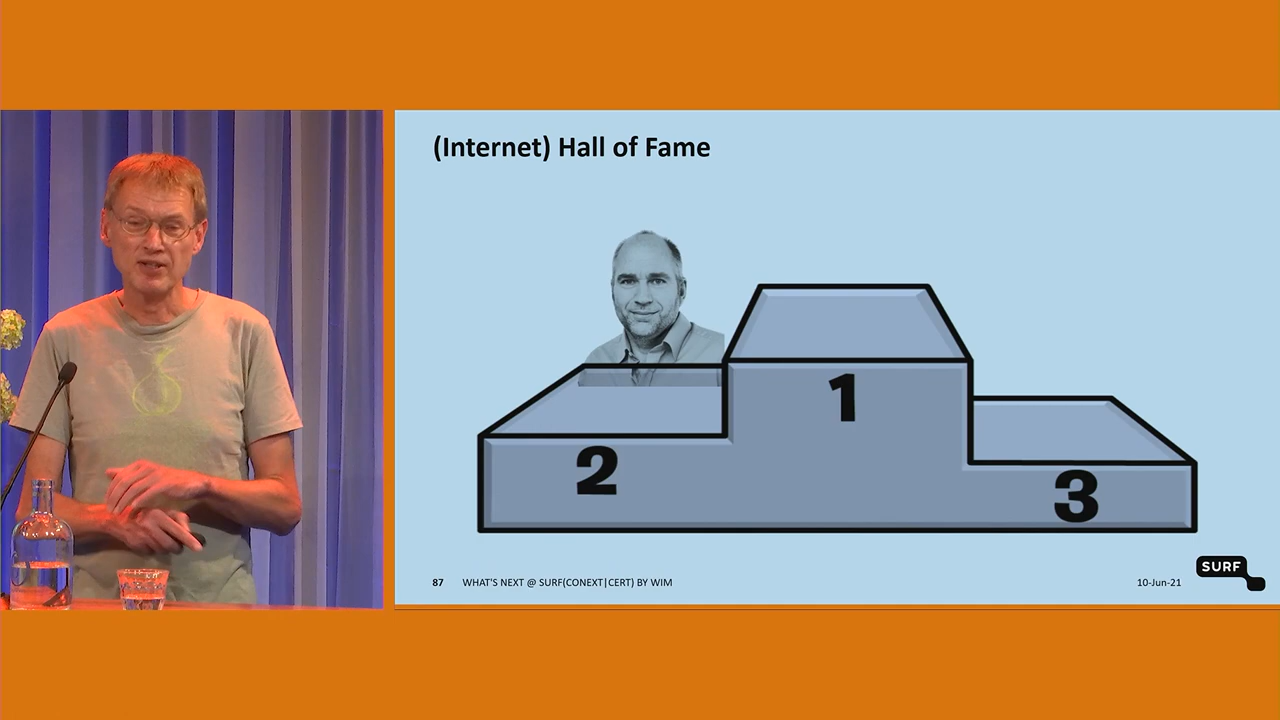 (Internet) Hall of Fame
1
2
3
87 WHAT'S NEXT @ SURF(CONEXT|CERT) BY WIM
10-Jun-21
SURF